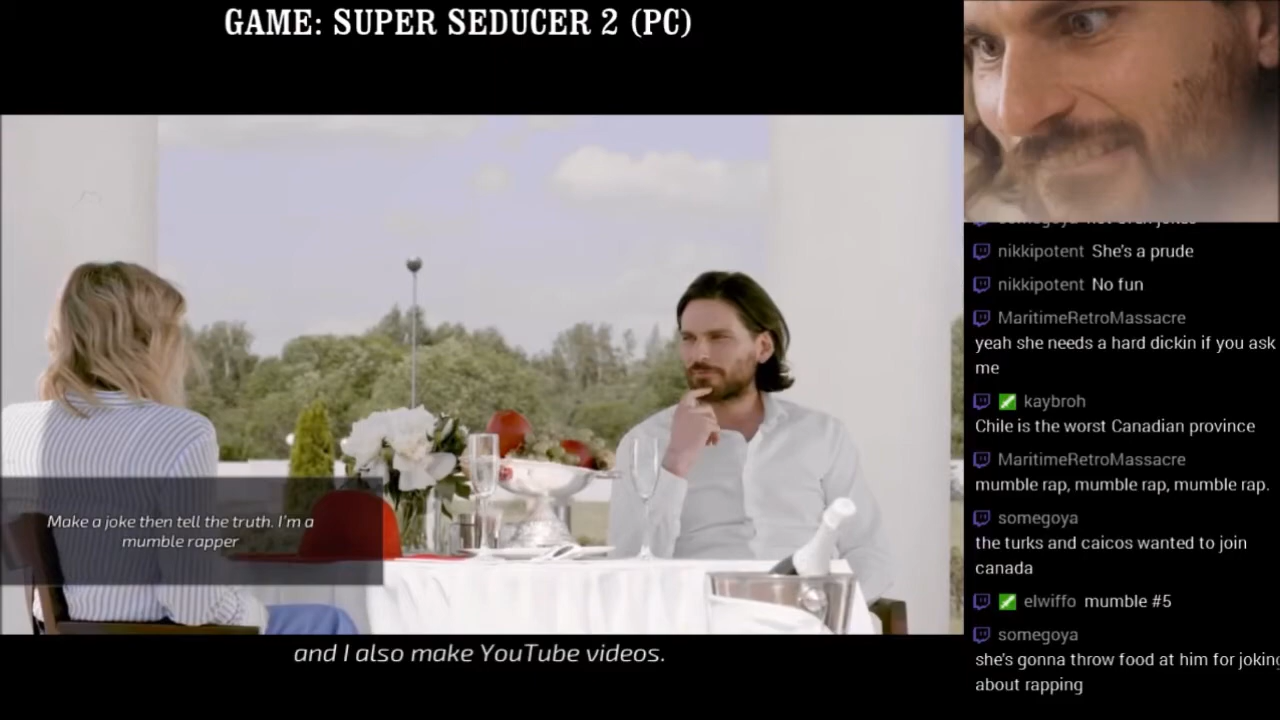 GAME: SUPER SEDUCER 2 (PC)
Make a joke then tell the truth. I'm a
mumble rapper
and I also make YouTube videos.
nikkipotent She's a prude
nikkipotent No fun
MaritimeRetroMassacre
yeah she needs a hard dickin if you ask
me
kaybroh
Chile is the worst Canadian province
MaritimeRetroMassacre
mumble rap, mumble rap, mumble rap.
somegoya
the turks and caicos wanted to join
canada
elwiffo mumble #5
somegoya
she's gonna throw food at him for joking
about rapping